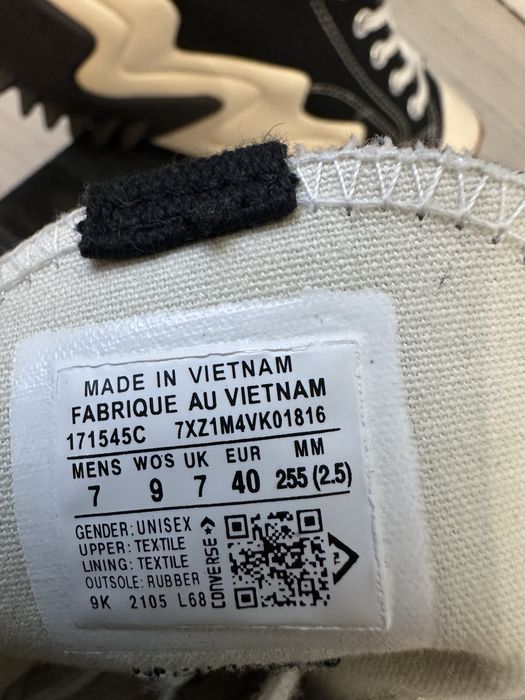 MADE IN VIETNAM
FABRIQUE AU VIETNAM
171545C 7XZ1M4VK01816
MENS WOS UK EUR MM
7 9 7 40 255 (2.5)
GENDER: UNISEX
UPPER: TEXTILE
LINING: TEXTILE
OUTSOLE: RUBBER
9K 2105 L68
CONVERSE